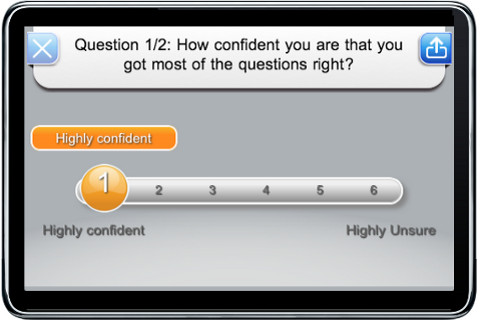 Question 1/2: How confident you are that you
got most of the questions right?
Highly confident
1 2 3 4 5 6
Highly confident Highly Unsure